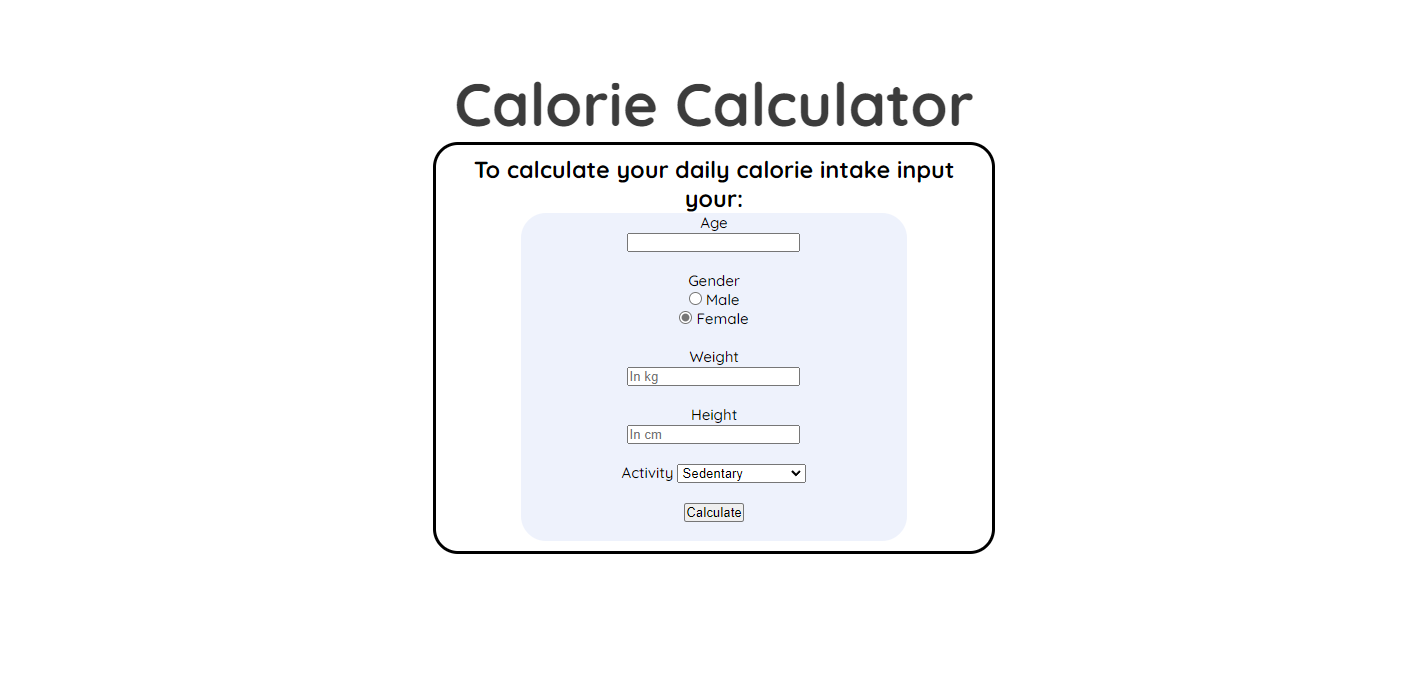 Calorie Calculator
To calculate your daily calorie intake input
your:
Age
Gender
Male
Female
Weight
In kg
Height
In cm
Activity Sedentary
Calculate